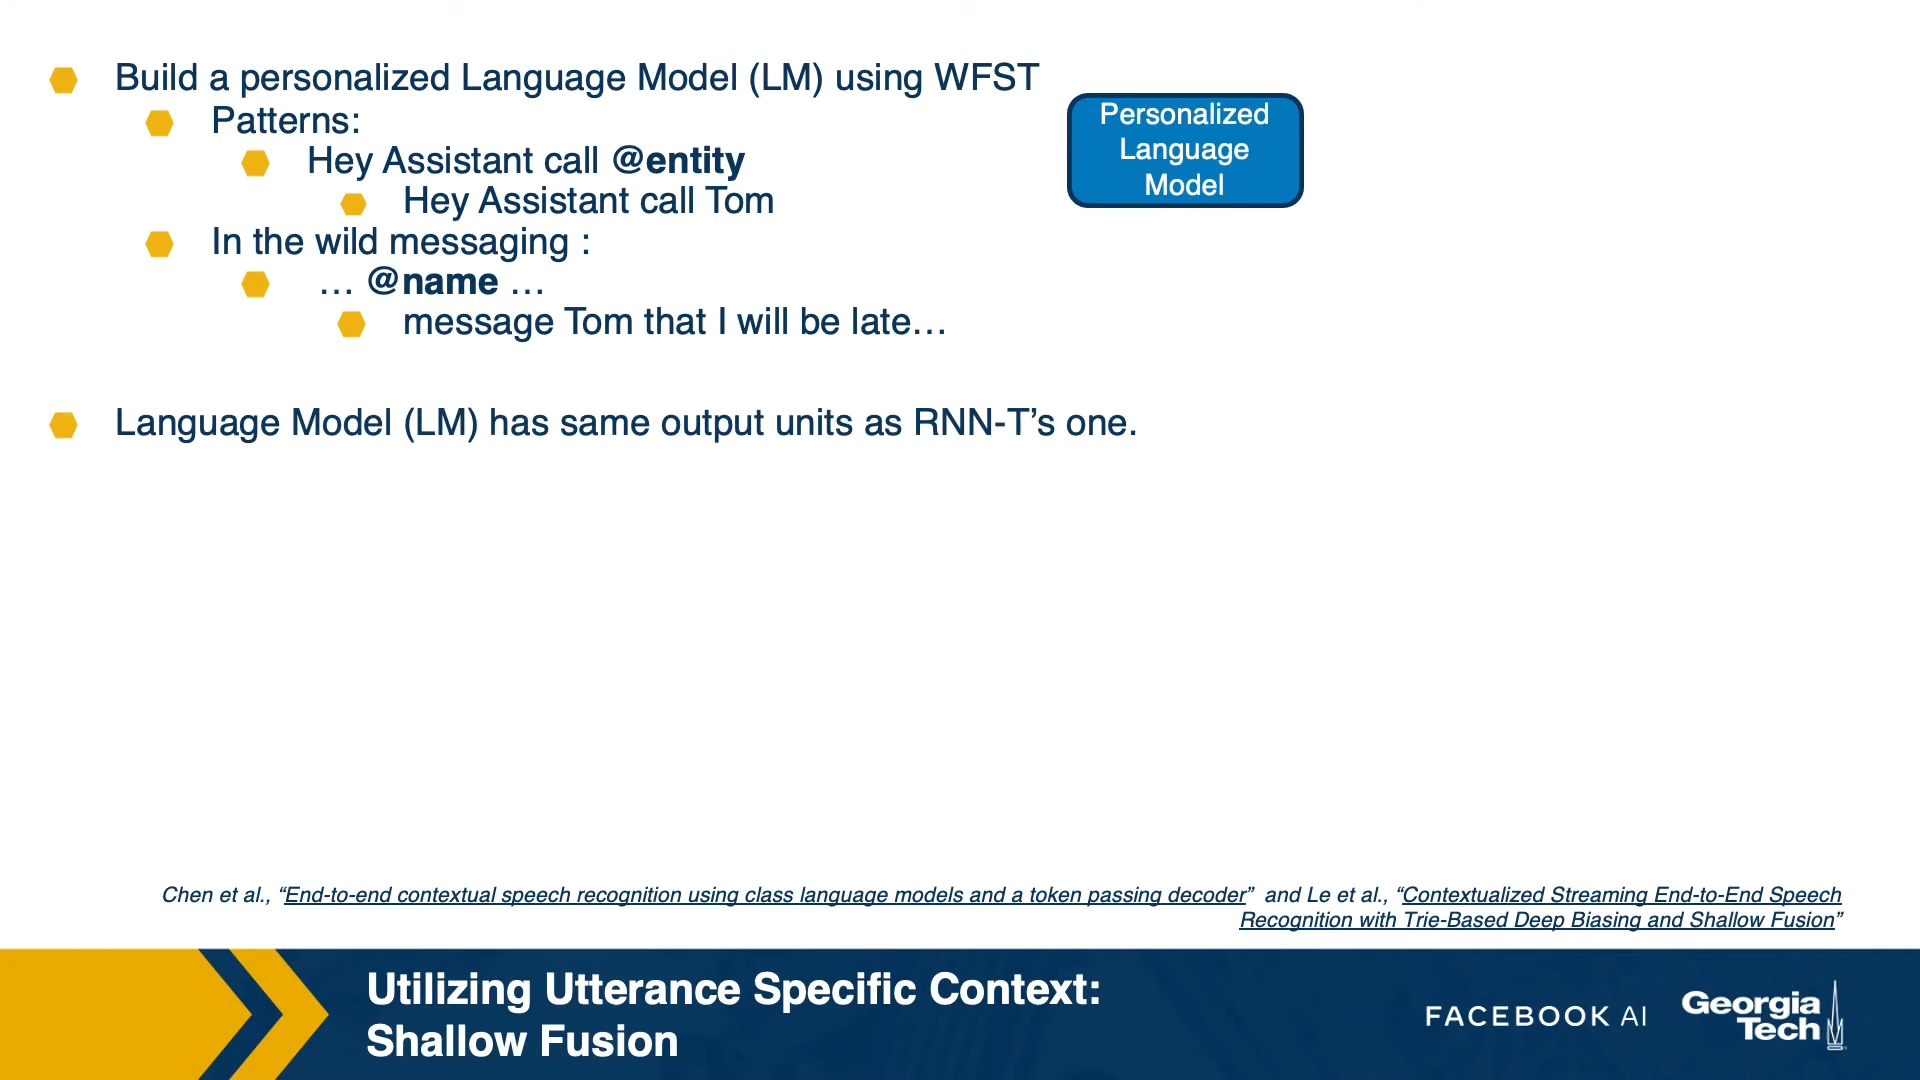 Build a personalized Language Model (LM) using WFST
Patterns:
Hey Assistant call @entity
Hey Assistant call Tom
In the wild messaging :
… @name …
message Tom that I will be late…
Language Model (LM) has same output units as RNN-T’s one.
Personalized
Language
Model
Chen et al., “End-to-end contextual speech recognition using class language models and a token passing decoder” and Le et al., “Contextualized Streaming End-to-End Speech
Recognition with Trie-Based Deep Biasing and Shallow Fusion”
Utilizing Utterance Specific Context:
Shallow Fusion
FACEBOOK AI
Georgia
Tech